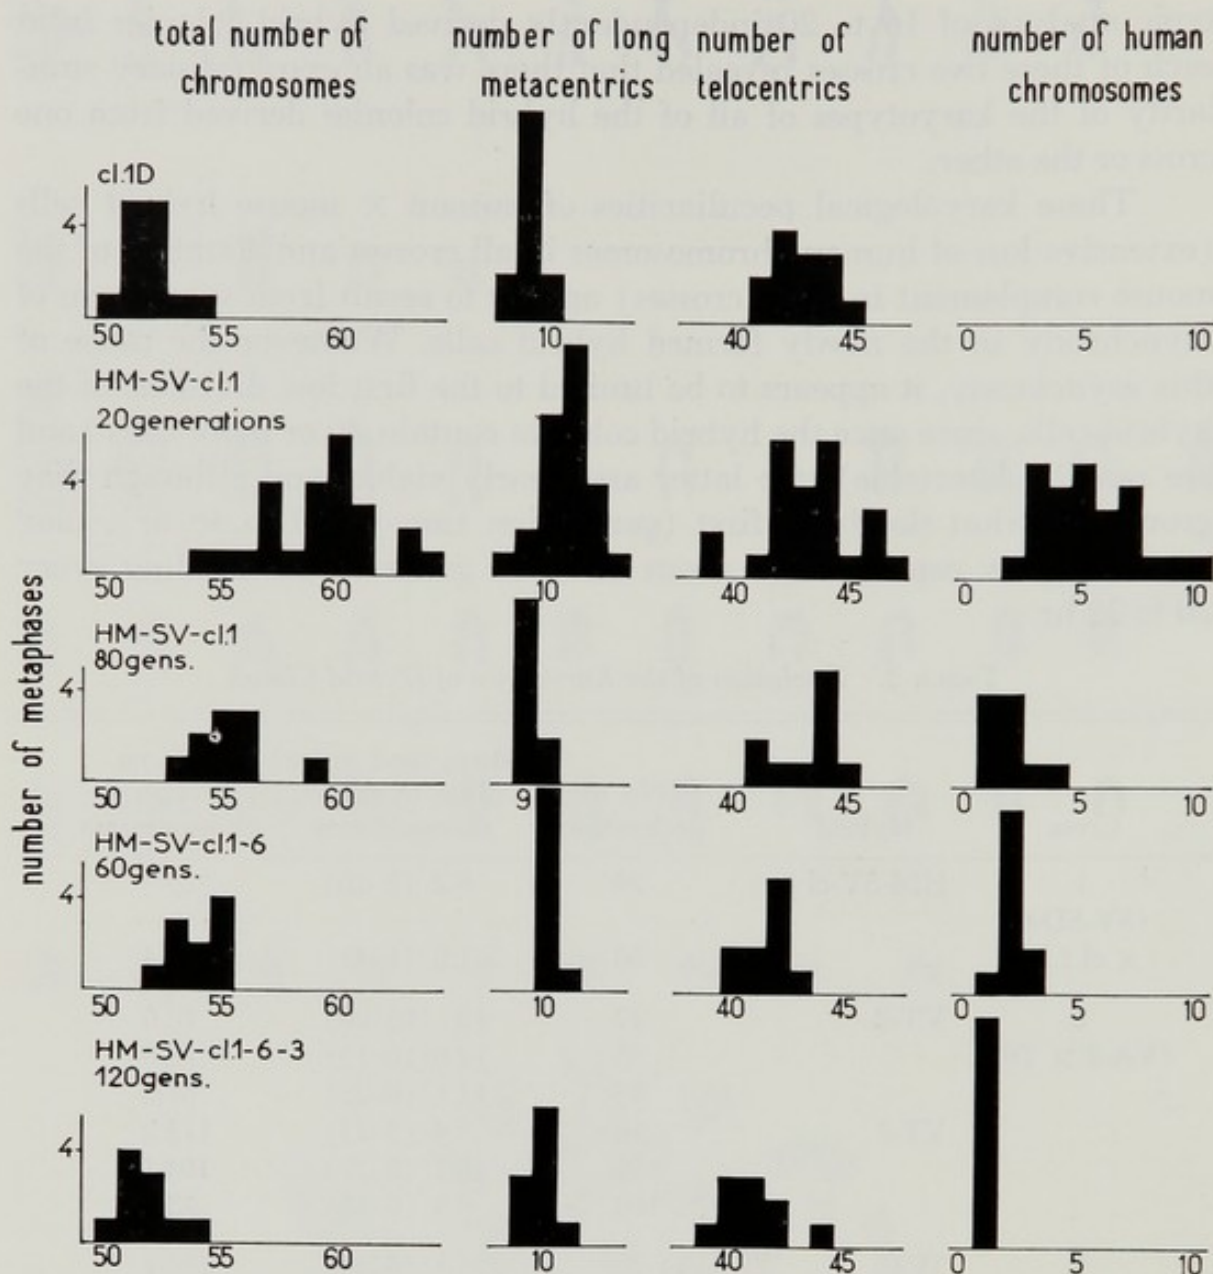 total number of
chromosomes
number of long
metacentrics
number of
telocentrics
number of human
chromosomes
number of metaphases
cl.1D
4
50 55 60
10
40 45
0 5 10
HM-SV-cl.1
20generations
4
50 55 60
10
40 45
0 5 10
HM-SV-cl.1
80gens.
4
50 55 60
9
40 45
0 5 10
HM-SV-cl.1-6
60gens.
4
50 55 60
10
40 45
0 5 10
HM-SV-cl.1-6-3
120gens.
4
50 55 60
10
40 45
0 5 10